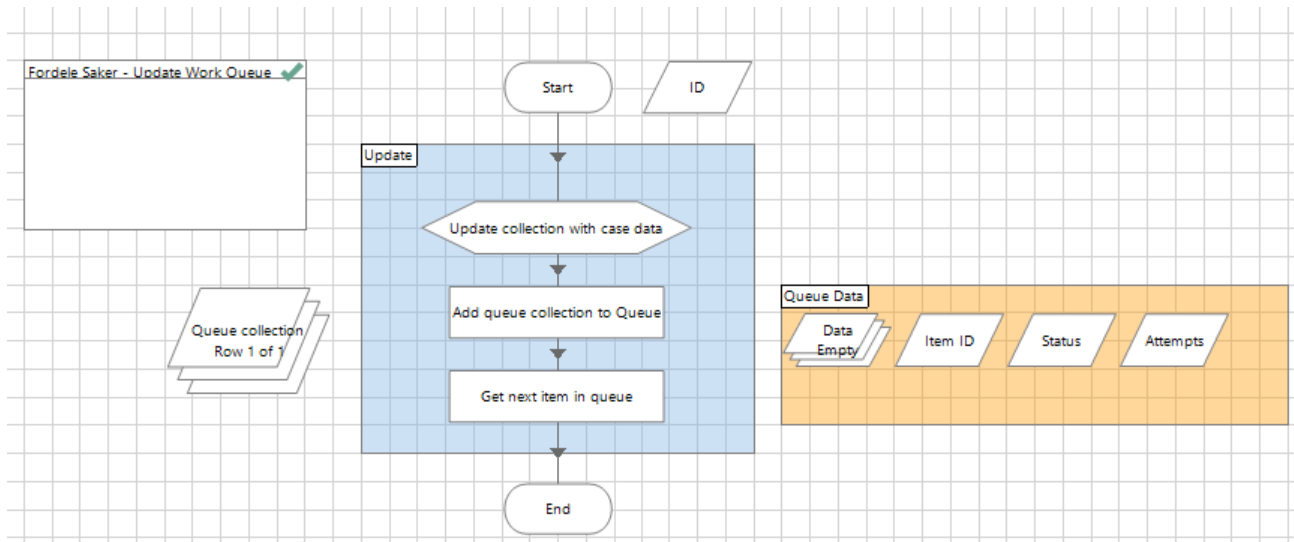 Fordele Saker - Update Work Queue
Start
ID
Update
Update collection with case data
Add queue collection to Queue
Queue collection
Row 1 of 1
Get next item in queue
Queue Data
Data
Empty
Item ID
Status
Attempts
End